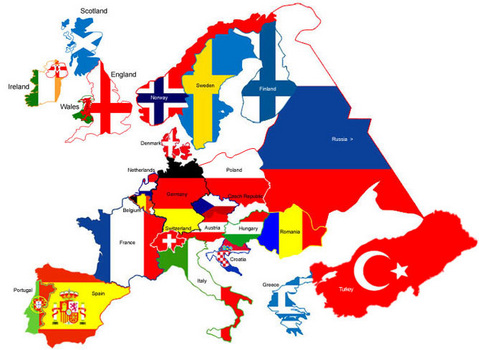 Scotland
Ireland
England
Wales
Norway
Sweden
Finland
Denmark
Russia >
Netherlands
Poland
Germany
Czech Republic
Belgium
France
Switzerland
Austria
Hungary
Romania
Croatia
Italy
Portugal
Spain
Greece
Turkey